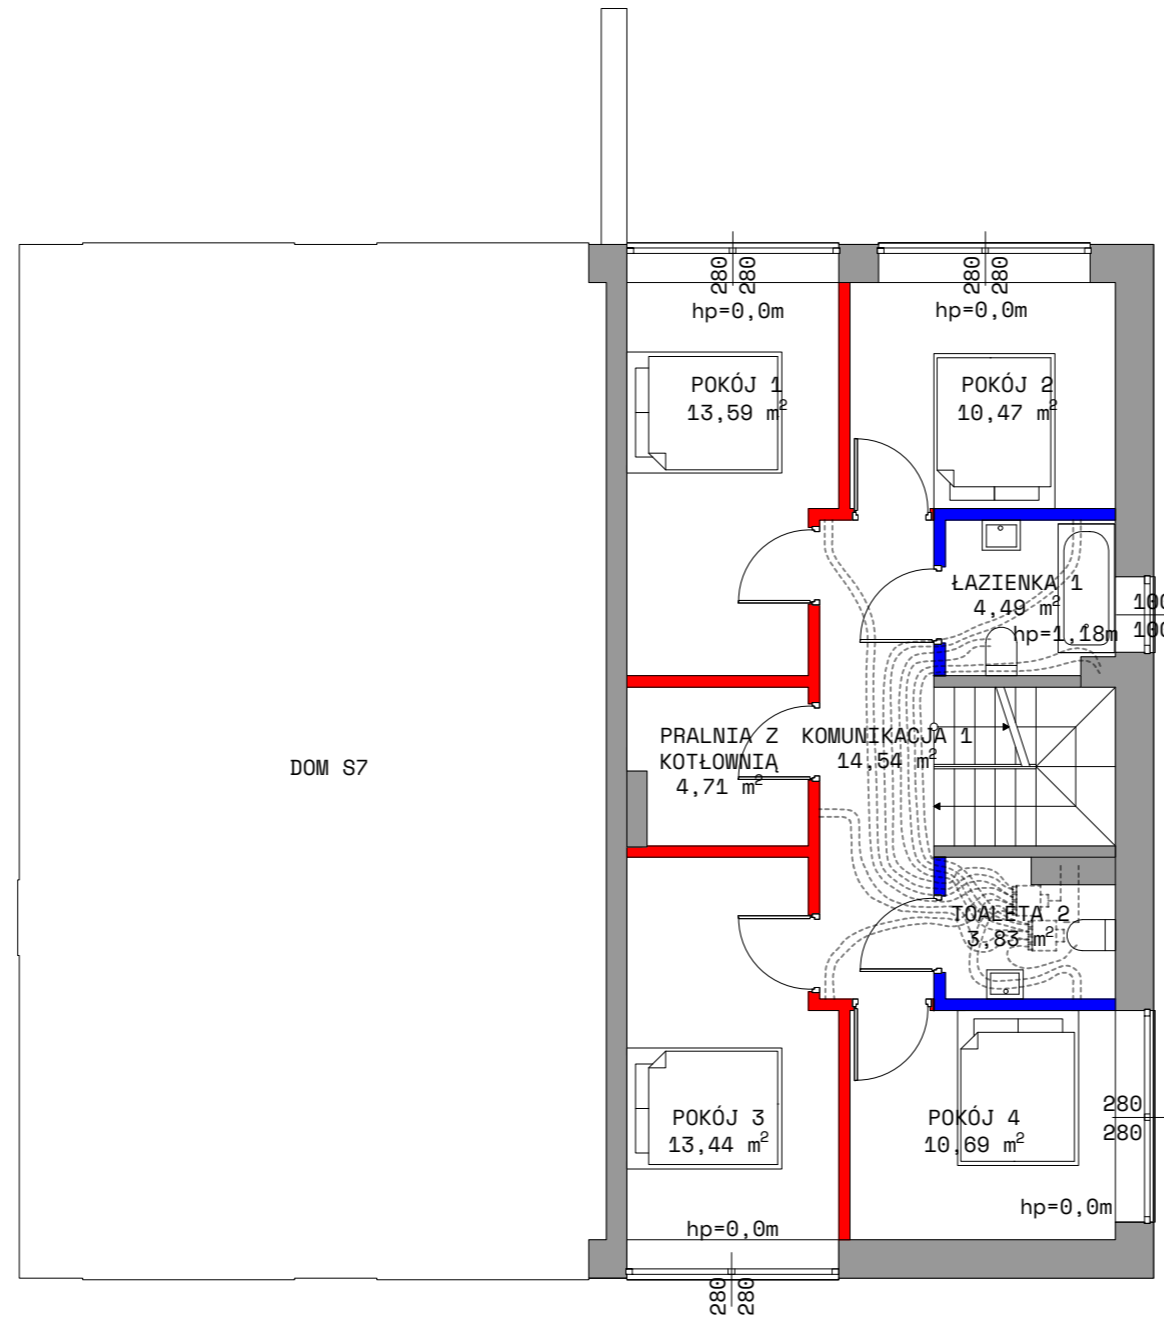 280
280
hp=0,0m
280
280
hp=0,0m
POKÓJ 1
13,59 m²
POKÓJ 2
10,47 m²
ŁAZIENKA 1
4,49 m²
hp=1,18m
100
100
PRALNIA Z
KOTŁOWNIĄ
4,71 m²
KOMUNIKACJA 1
14,54 m²
DOM S7
TOALETA 2
3,83 m²
POKÓJ 3
13,44 m²
hp=0,0m
280
280
POKÓJ 4
10,69 m²
280
280
hp=0,0m